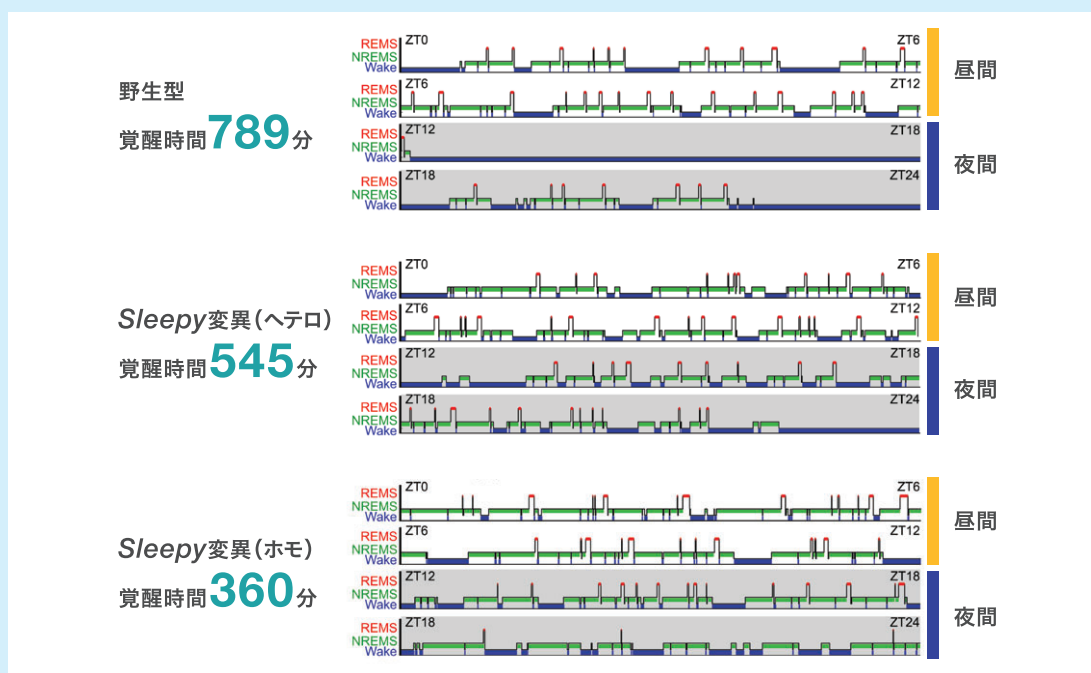 REMS
NREMS
Wake
ZT0
ZT6
昼間
野生型
覚醒時間789分
REMS
NREMS
Wake
ZT6
ZT12
REMS
NREMS
Wake
ZT12
ZT18
夜間
REMS
NREMS
Wake
ZT18
ZT24
REMS
NREMS
Wake
ZT0
ZT6
昼間
Sleepy変異(ヘテロ)
覚醒時間545分
REMS
NREMS
Wake
ZT6
ZT12
REMS
NREMS
Wake
ZT12
ZT18
夜間
REMS
NREMS
Wake
ZT18
ZT24
REMS
NREMS
Wake
ZT0
ZT6
昼間
Sleepy変異(ホモ)
覚醒時間360分
REMS
NREMS
Wake
ZT6
ZT12
REMS
NREMS
Wake
ZT12
ZT18
夜間
REMS
NREMS
Wake
ZT18
ZT24